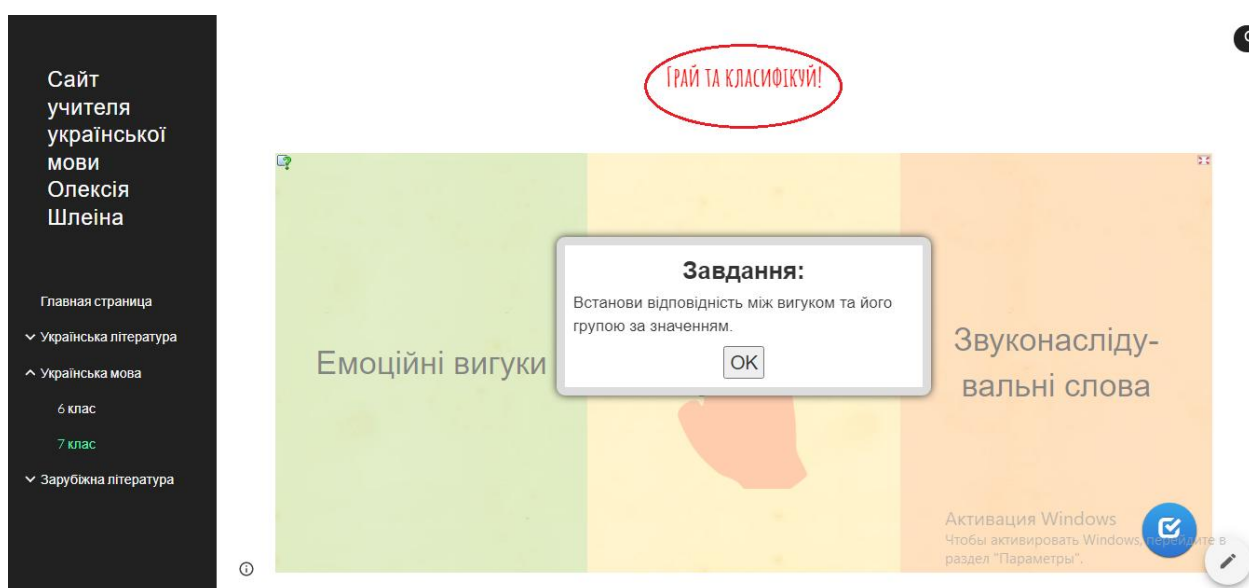 Сайт
учителя
української
мови
Олексія
Шлеіна
Главная страница
Українська література
Українська мова
6 клас
7 клас
Зарубіжна література
Грай та класифікуй!
Емоційні вигуки
Завдання:
Встанови відповідність між вигуком та його
групою за значенням.
OK
Звуконасліду-
вальні слова
Активация Windows
Чтобы активировать Windows, перейдите в
раздел "Параметры".